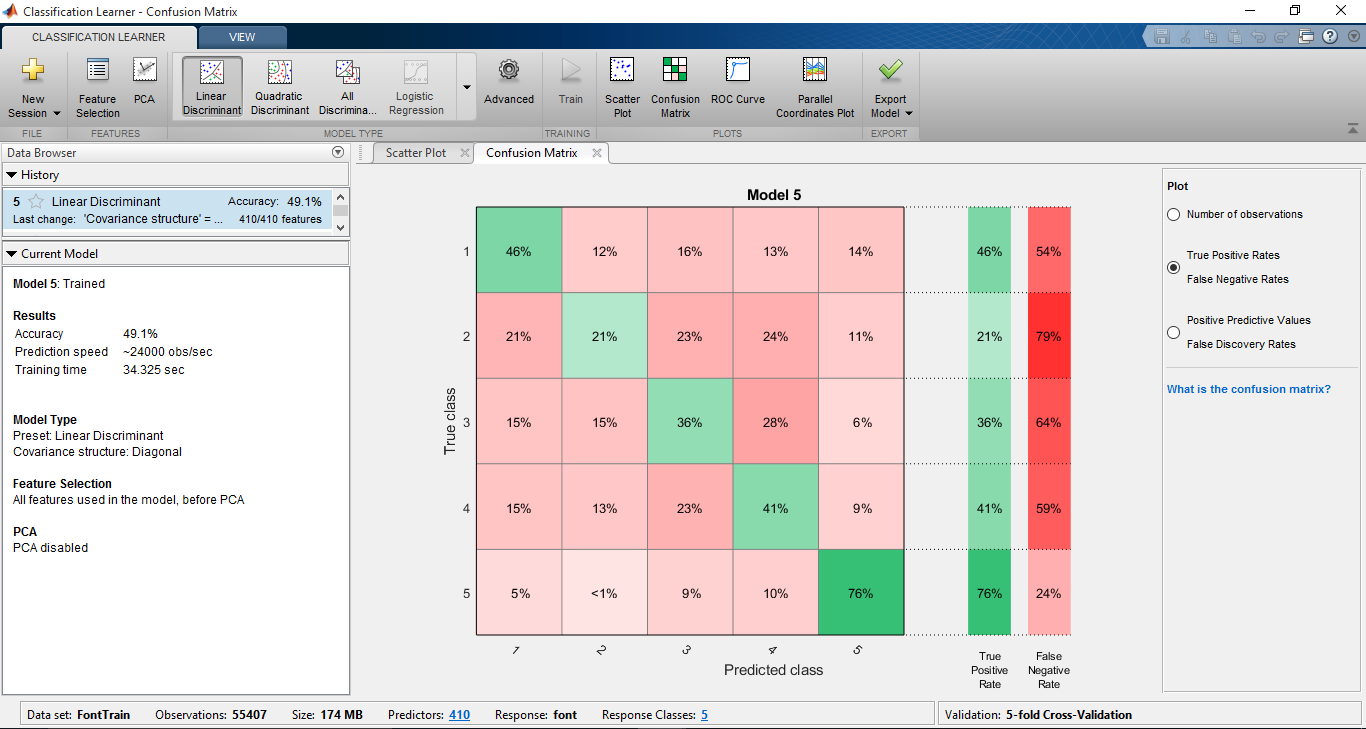 Classification Learner - Confusion Matrix
CLASSIFICATION LEARNER VIEW
New Session
Feature Selection
PCA
Linear Discriminant
Quadratic Discriminant
All Discrimina...
Logistic Regression
Advanced
Train
Scatter Plot
Confusion Matrix
ROC Curve
Parallel Coordinates Plot
Export Model
FILE FEATURES MODEL TYPE TRAINING PLOTS EXPORT
Data Browser
History
5 Linear Discriminant Accuracy: 49.1%
Last change: 'Covariance structure' = ... 410/410 features
Current Model
Model 5: Trained
Results
Accuracy 49.1%
Prediction speed ~24000 obs/sec
Training time 34.325 sec
Model Type
Preset: Linear Discriminant
Covariance structure: Diagonal
Feature Selection
All features used in the model, before PCA
PCA
PCA disabled
Scatter Plot Confusion Matrix
Model 5
True class
1 46% 12% 16% 13% 14% 46% 54%
2 21% 21% 23% 24% 11% 21% 79%
3 15% 15% 36% 28% 6% 36% 64%
4 15% 13% 23% 41% 9% 41% 59%
5 5% <1% 9% 10% 76% 76% 24%
1 2 3 4 5
Predicted class
True Positive Rate
False Negative Rate
Plot
Number of observations
True Positive Rates
False Negative Rates
Positive Predictive Values
False Discovery Rates
What is the confusion matrix?
Data set: FontTrain Observations: 55407 Size: 174 MB Predictors: 410 Response: font Response Classes: 5 Validation: 5-fold Cross-Validation